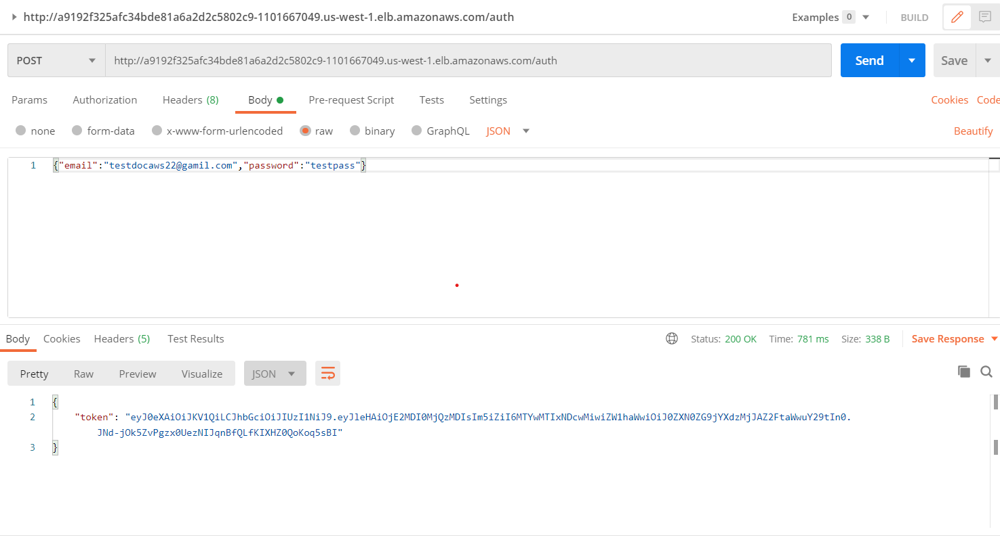 http://a9192f325afc34bde81a6a2d2c5802c9-1101667049.us-west-1.elb.amazonaws.com/auth Examples 0 BUILD
POST http://a9192f325afc34bde81a6a2d2c5802c9-1101667049.us-west-1.elb.amazonaws.com/auth Send Save
Params Authorization Headers (8) Body Pre-request Script Tests Settings Cookies Code
none form-data x-www-form-urlencoded raw binary GraphQL JSON Beautify
1 {"email":"testdocaws22@gamil.com","password":"testpass"}
Body Cookies Headers (5) Test Results Status: 200 OK Time: 781 ms Size: 338 B Save Response
Pretty Raw Preview Visualize JSON
1 {
2 "token": "eyJ0eXAiOiJKV1QiLCJhbGciOiJIUzI1NiJ9.eyJleHAiOjE2MDI0MjQzMDIsIm5iZiI6MTYwMTIxNDcwMiwiZW1haWwiOiJ0ZXN0ZG9jYXdzMjJAZ2FtaWwuY29tIn0.
JNd-jOk5ZvPgzx0UezNIJqnBfQLfKIXHZ0QoKoq5sBI"
3 }